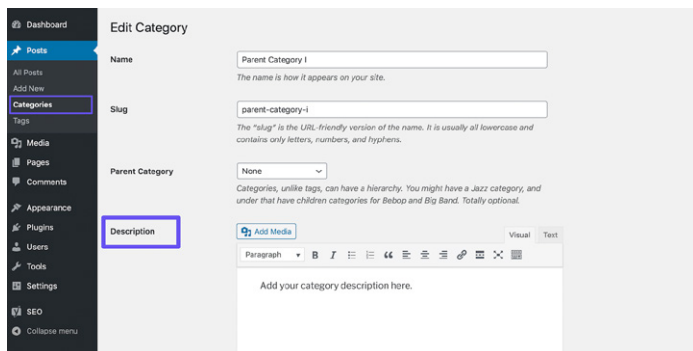 Dashboard
Posts
All Posts
Add New
Categories
Tags
Media
Pages
Comments
Appearance
Plugins
Users
Tools
Settings
SEO
Collapse menu
Edit Category
Name
Parent Category I
The name is how it appears on your site.
Slug
parent-category-i
The "slug" is the URL-friendly version of the name. It is usually all lowercase and
contains only letters, numbers, and hyphens.
Parent Category
None
Categories, unlike tags, can have a hierarchy. You might have a Jazz category, and
under that have children categories for Bebop and Big Band. Totally optional.
Description
Add Media
Visual Text
Paragraph B I
Add your category description here.